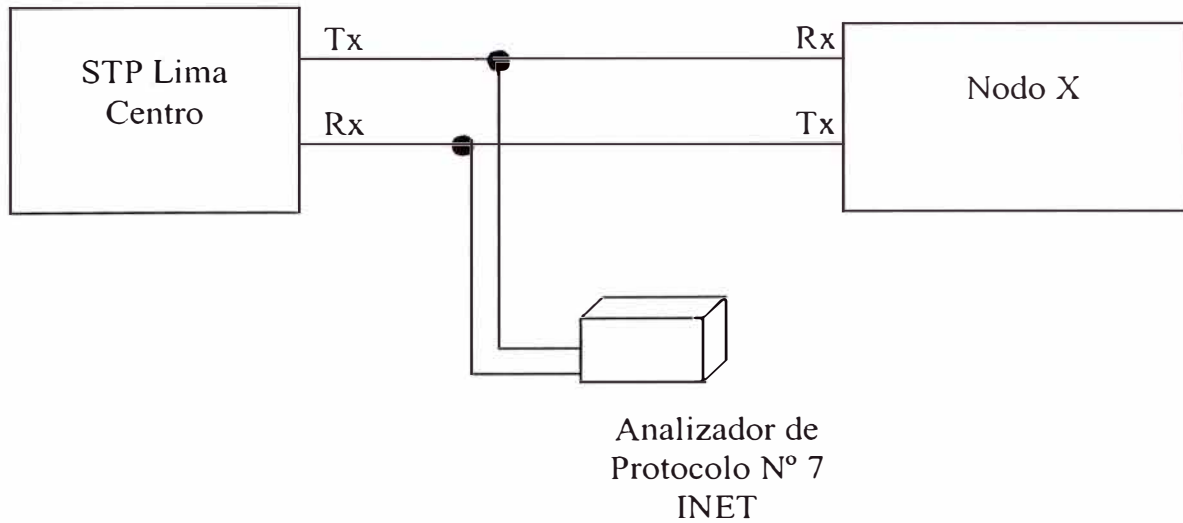 STP Lima
Centro
Tx
Rx
Rx
Tx
Nodo X
Analizador de
Protocolo Nº 7
INET